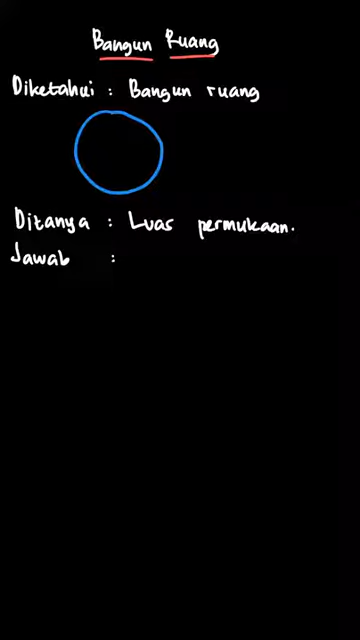 Bangun Ruang
Diketahui : Bangun ruang
Ditanya : Luas permukaan.
Jawab :